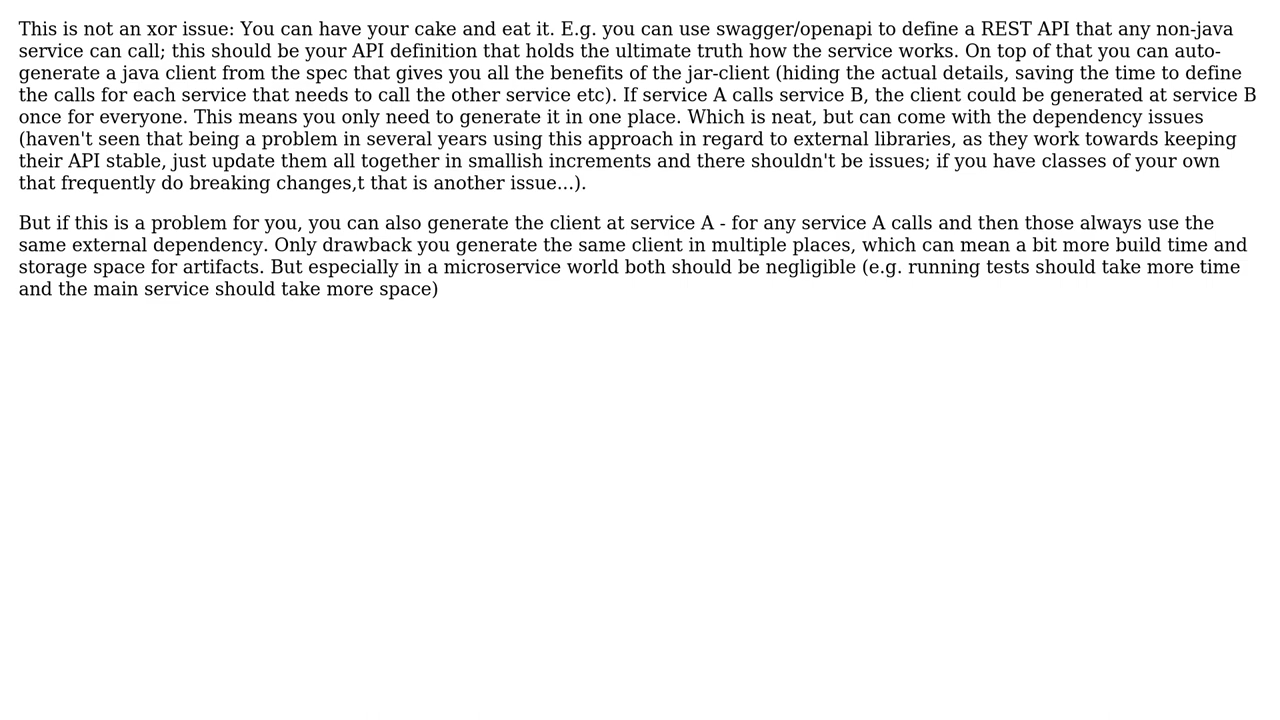 This is not an xor issue: You can have your cake and eat it. E.g. you can use swagger/openapi to define a REST API that any non-java
service can call; this should be your API definition that holds the ultimate truth how the service works. On top of that you can auto-
generate a java client from the spec that gives you all the benefits of the jar-client (hiding the actual details, saving the time to define
the calls for each service that needs to call the other service etc). If service A calls service B, the client could be generated at service B
once for everyone. This means you only need to generate it in one place. Which is neat, but can come with the dependency issues
(haven't seen that being a problem in several years using this approach in regard to external libraries, as they work towards keeping
their API stable, just update them all together in smallish increments and there shouldn't be issues; if you have classes of your own
that frequently do breaking changes,t that is another issue...).
But if this is a problem for you, you can also generate the client at service A - for any service A calls and then those always use the
same external dependency. Only drawback you generate the same client in multiple places, which can mean a bit more build time and
storage space for artifacts. But especially in a microservice world both should be negligible (e.g. running tests should take more time
and the main service should take more space)